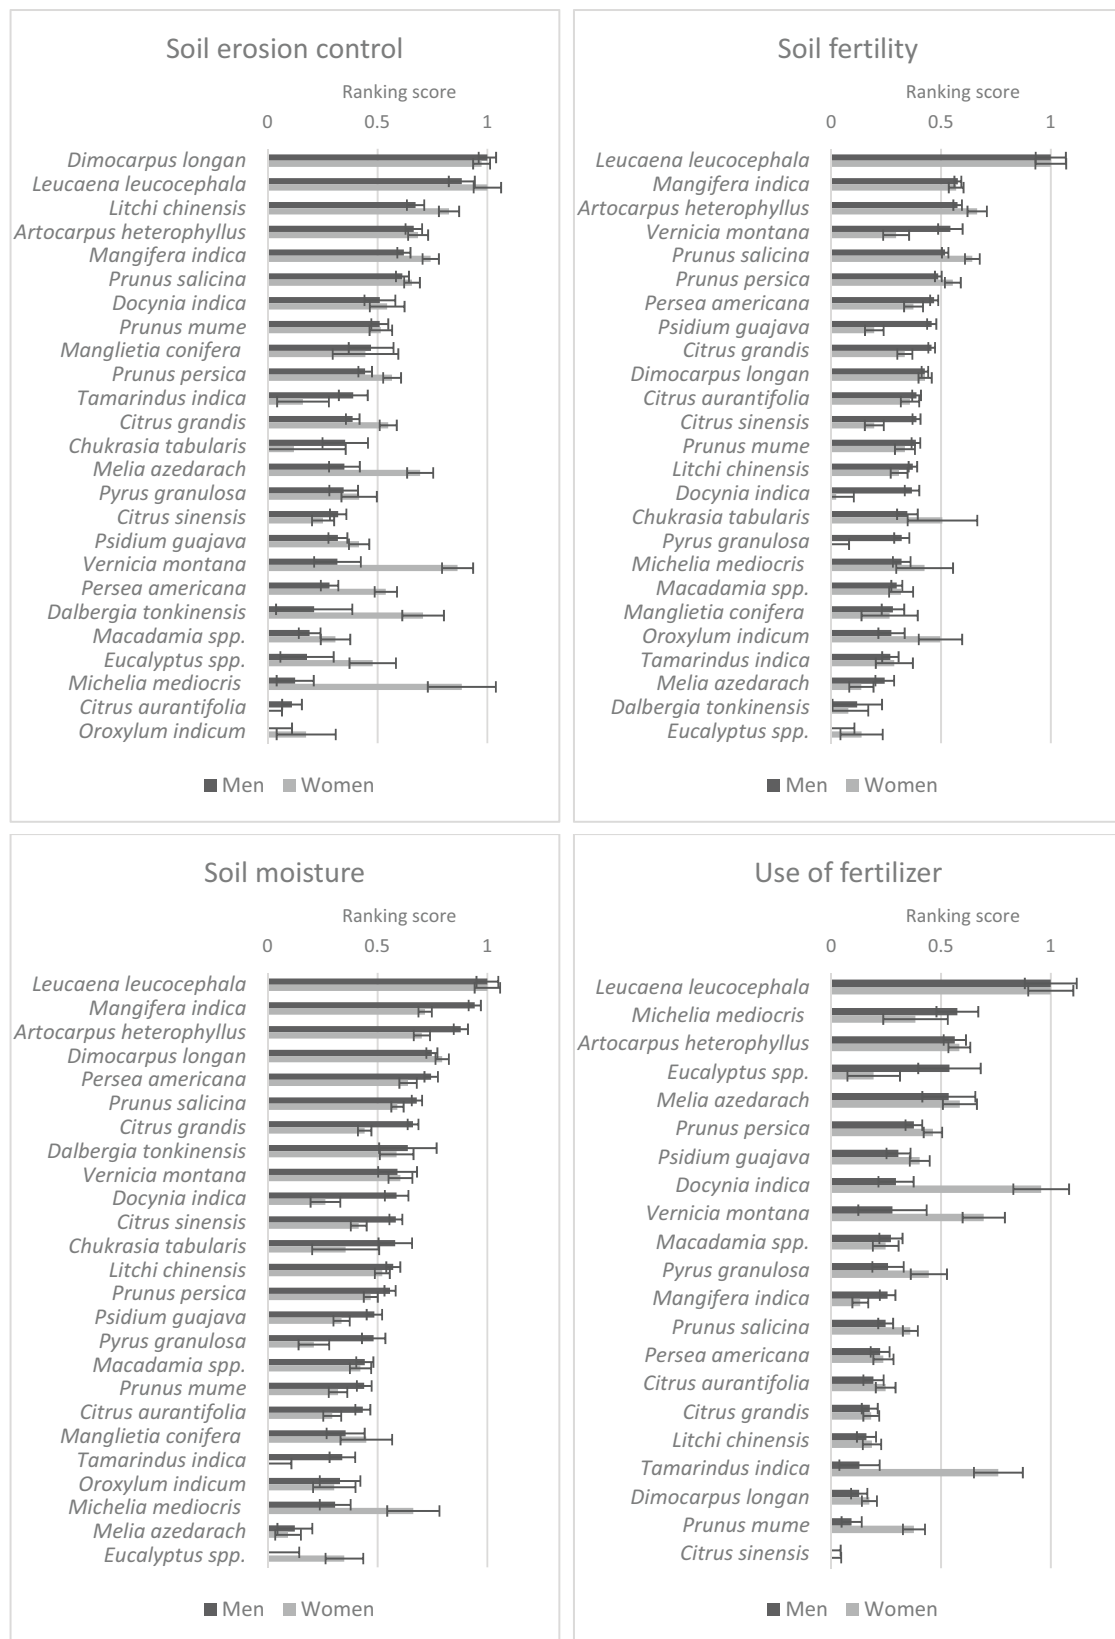 Soil erosion control
Ranking score
0 0.5 1
Dimocarpus longan
Leucaena leucocephala
Litchi chinensis
Artocarpus heterophyllus
Mangifera indica
Prunus salicina
Docynia indica
Prunus mume
Manglietia conifera
Prunus persica
Tamarindus indica
Citrus grandis
Chukrasia tabularis
Melia azedarach
Pyrus granulosa
Citrus sinensis
Psidium guajava
Vernicia montana
Persea americana
Dalbergia tonkinensis
Macadamia spp.
Eucalyptus spp.
Michelia mediocris
Citrus aurantifolia
Oroxylum indicum
Men Women
Soil fertility
Ranking score
0 0.5 1
Leucaena leucocephala
Mangifera indica
Artocarpus heterophyllus
Vernicia montana
Prunus salicina
Prunus persica
Persea americana
Psidium guajava
Citrus grandis
Dimocarpus longan
Citrus aurantifolia
Citrus sinensis
Prunus mume
Litchi chinensis
Docynia indica
Chukrasia tabularis
Pyrus granulosa
Michelia mediocris
Macadamia spp.
Manglietia conifera
Oroxylum indicum
Tamarindus indica
Melia azedarach
Dalbergia tonkinensis
Eucalyptus spp.
Men Women
Soil moisture
Ranking score
0 0.5 1
Leucaena leucocephala
Mangifera indica
Artocarpus heterophyllus
Dimocarpus longan
Persea americana
Prunus salicina
Citrus grandis
Dalbergia tonkinensis
Vernicia montana
Docynia indica
Citrus sinensis
Chukrasia tabularis
Litchi chinensis
Prunus persica
Psidium guajava
Pyrus granulosa
Macadamia spp.
Prunus mume
Citrus aurantifolia
Manglietia conifera
Tamarindus indica
Oroxylum indicum
Michelia mediocris
Melia azedarach
Eucalyptus spp.
Men Women
Use of fertilizer
Ranking score
0 0.5 1
Leucaena leucocephala
Michelia mediocris
Artocarpus heterophyllus
Eucalyptus spp.
Melia azedarach
Prunus persica
Psidium guajava
Docynia indica
Vernicia montana
Macadamia spp.
Pyrus granulosa
Mangifera indica
Prunus salicina
Persea americana
Citrus aurantifolia
Citrus grandis
Litchi chinensis
Tamarindus indica
Dimocarpus longan
Prunus mume
Citrus sinensis
Men Women